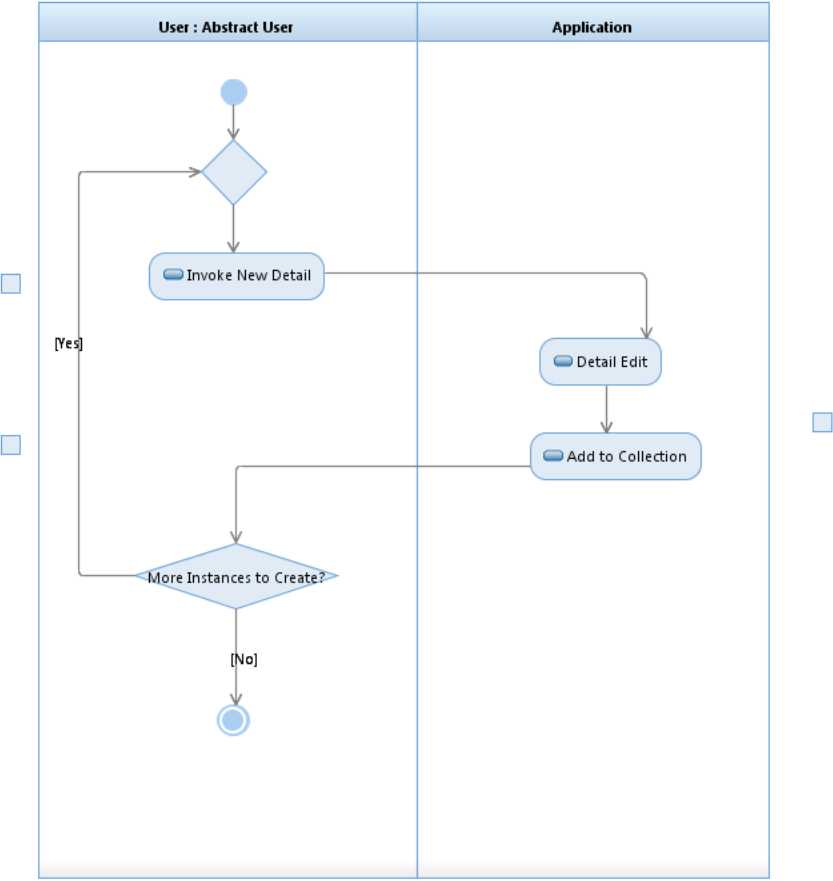 User : Abstract User
Application
Invoke New Detail
[Yes]
Detail Edit
Add to Collection
More Instances to Create?
[No]